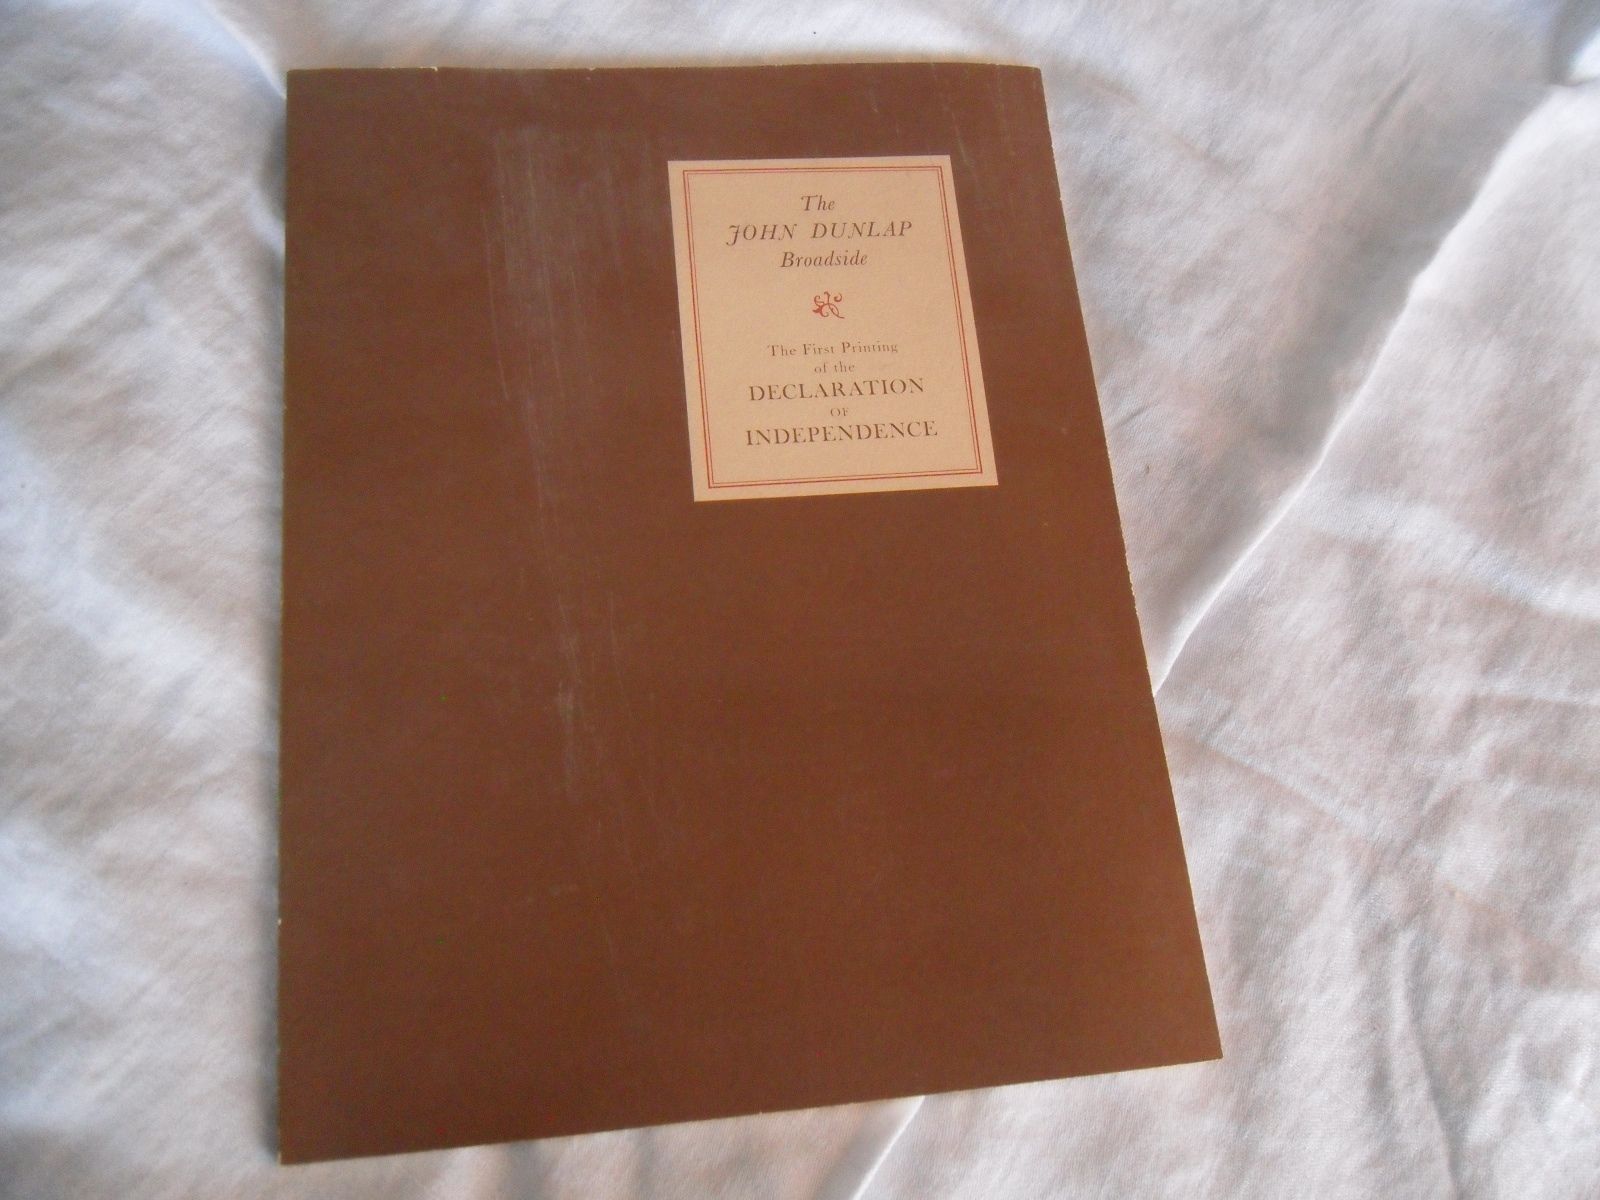 The
JOHN DUNLAP
Broadside
The First Printing
of the
DECLARATION
OF
INDEPENDENCE